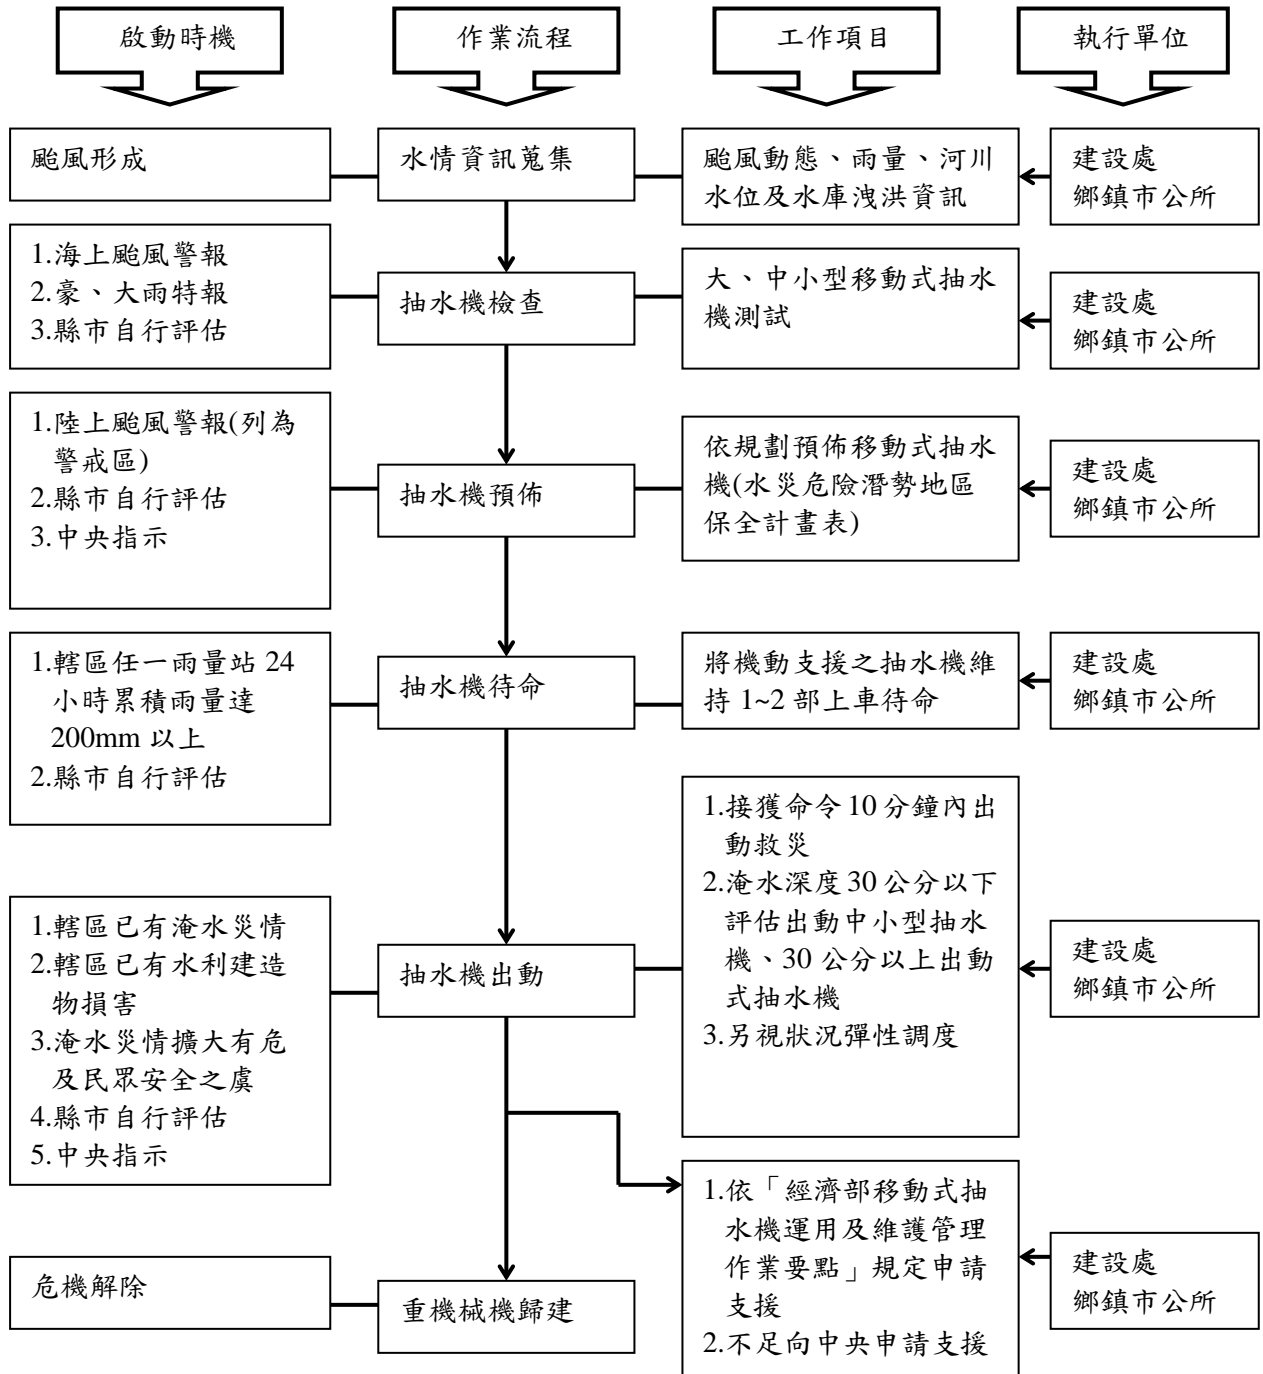 啟動時機
作業流程
工作項目
執行單位
颱風形成
水情資訊蒐集
颱風動態、雨量、河川
水位及水庫洩洪資訊
建設處
鄉鎮市公所
1.海上颱風警報
2.豪、大雨特報
3.縣市自行評估
抽水機檢查
大、中小型移動式抽水
機測試
建設處
鄉鎮市公所
1.陸上颱風警報(列為
警戒區)
2.縣市自行評估
3.中央指示
抽水機預佈
依規劃預佈移動式抽水
機(水災危險潛勢地區
保全計畫表)
建設處
鄉鎮市公所
1.轄區任一雨量站 24
小時累積雨量達
200mm 以上
2.縣市自行評估
抽水機待命
將機動支援之抽水機維
持 1~2 部上車待命
建設處
鄉鎮市公所
1.轄區已有淹水災情
2.轄區已有水利建造
物損害
3.淹水災情擴大有危
及民眾安全之虞
4.縣市自行評估
5.中央指示
抽水機出動
1.接獲命令 10 分鐘內出
動救災
2.淹水深度 30 公分以下
評估出動中小型抽水
機、30 公分以上出動
式抽水機
3.另視狀況彈性調度
建設處
鄉鎮市公所
危機解除
重機械機歸建
1.依「經濟部移動式抽
水機運用及維護管理
作業要點」規定申請
支援
2.不足向中央申請支援
建設處
鄉鎮市公所